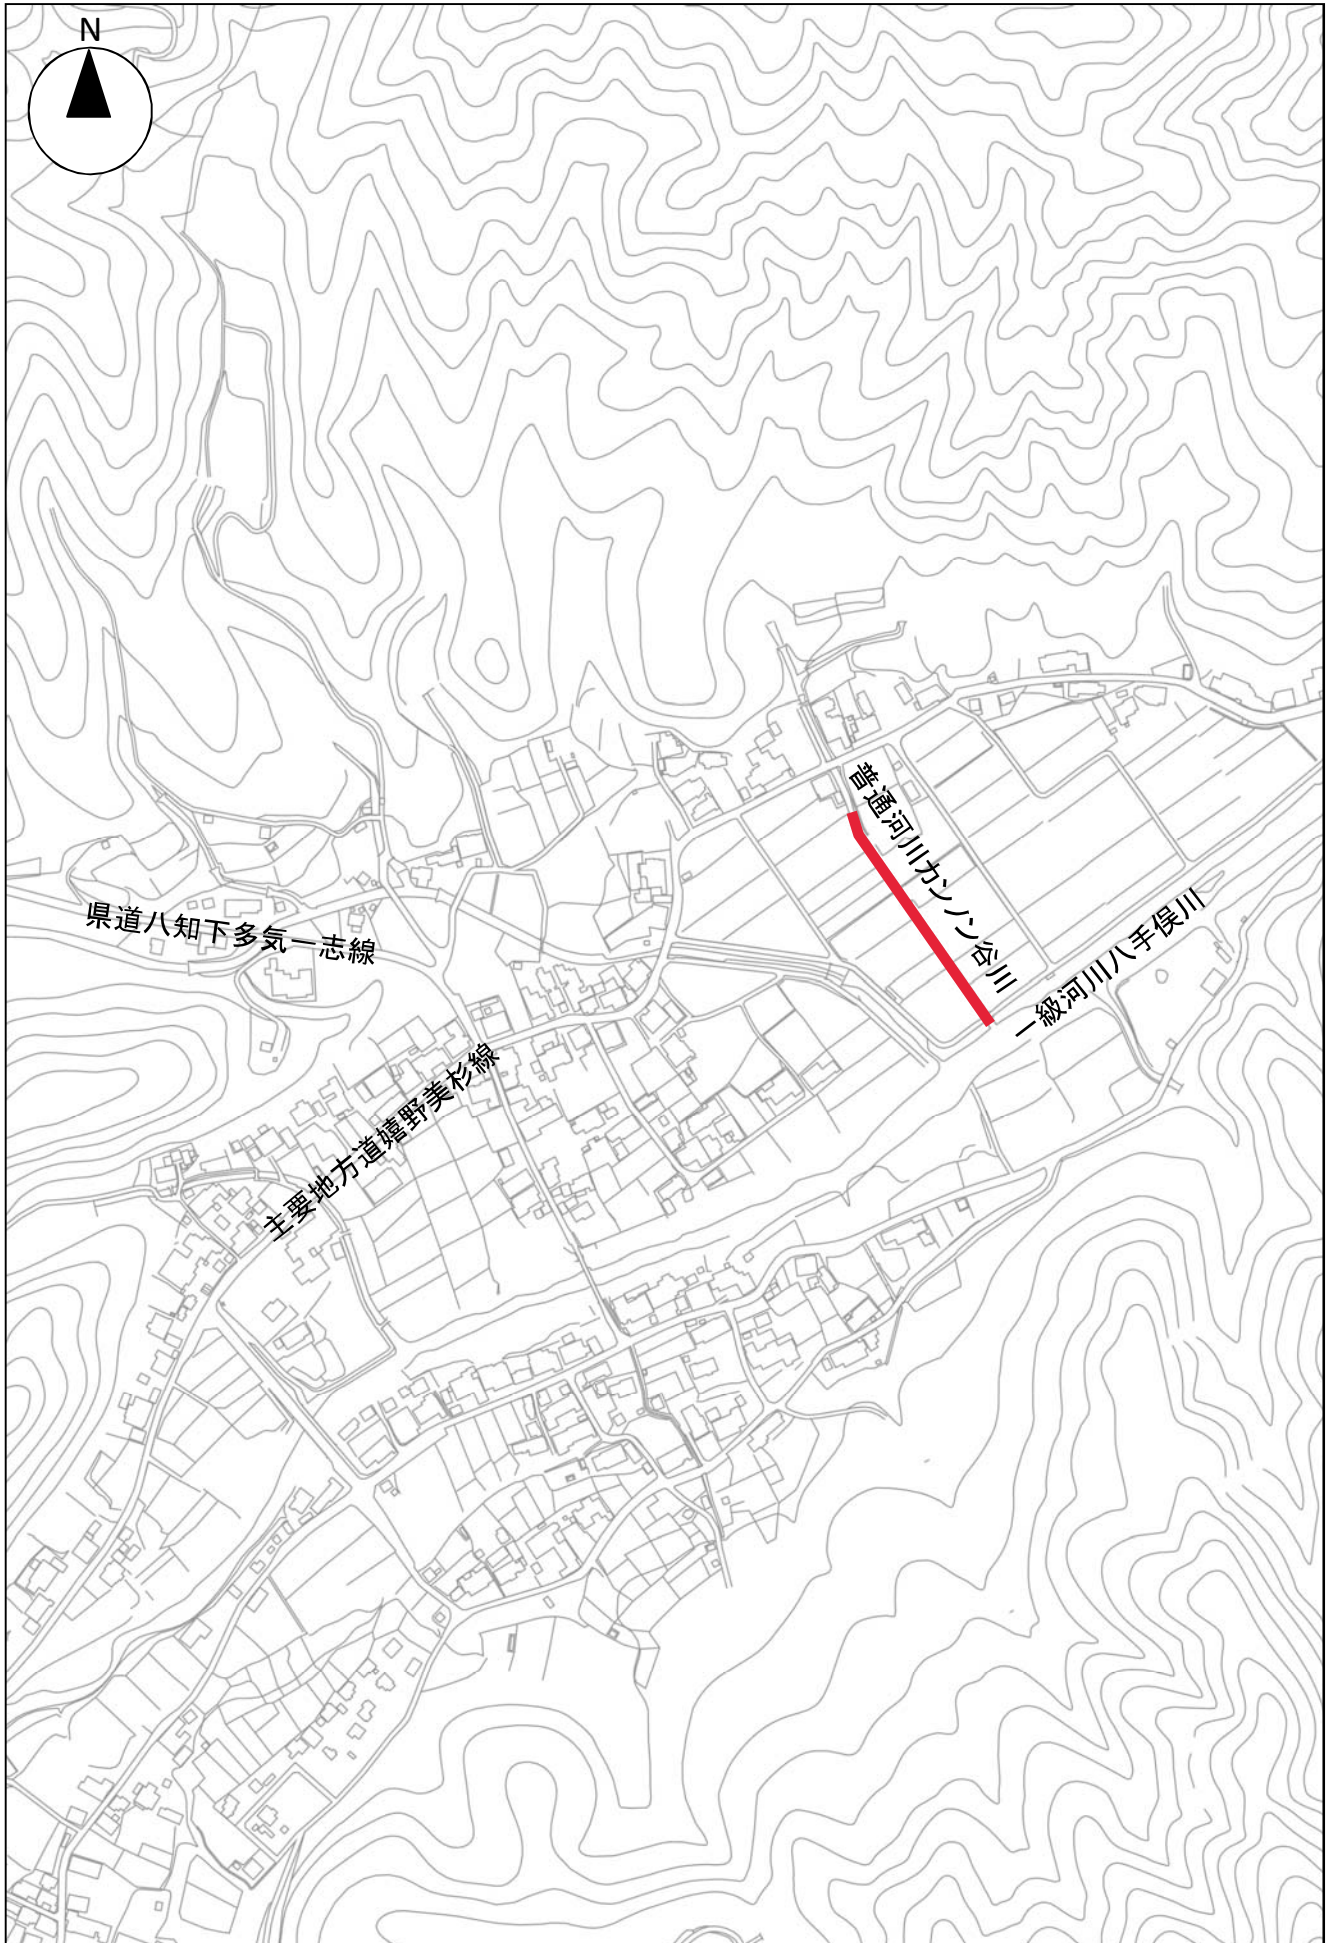 N
普通河川カンノン谷川
一級河川八手俣川
県道八知下多気一志線
主要地方道嬉野美杉線